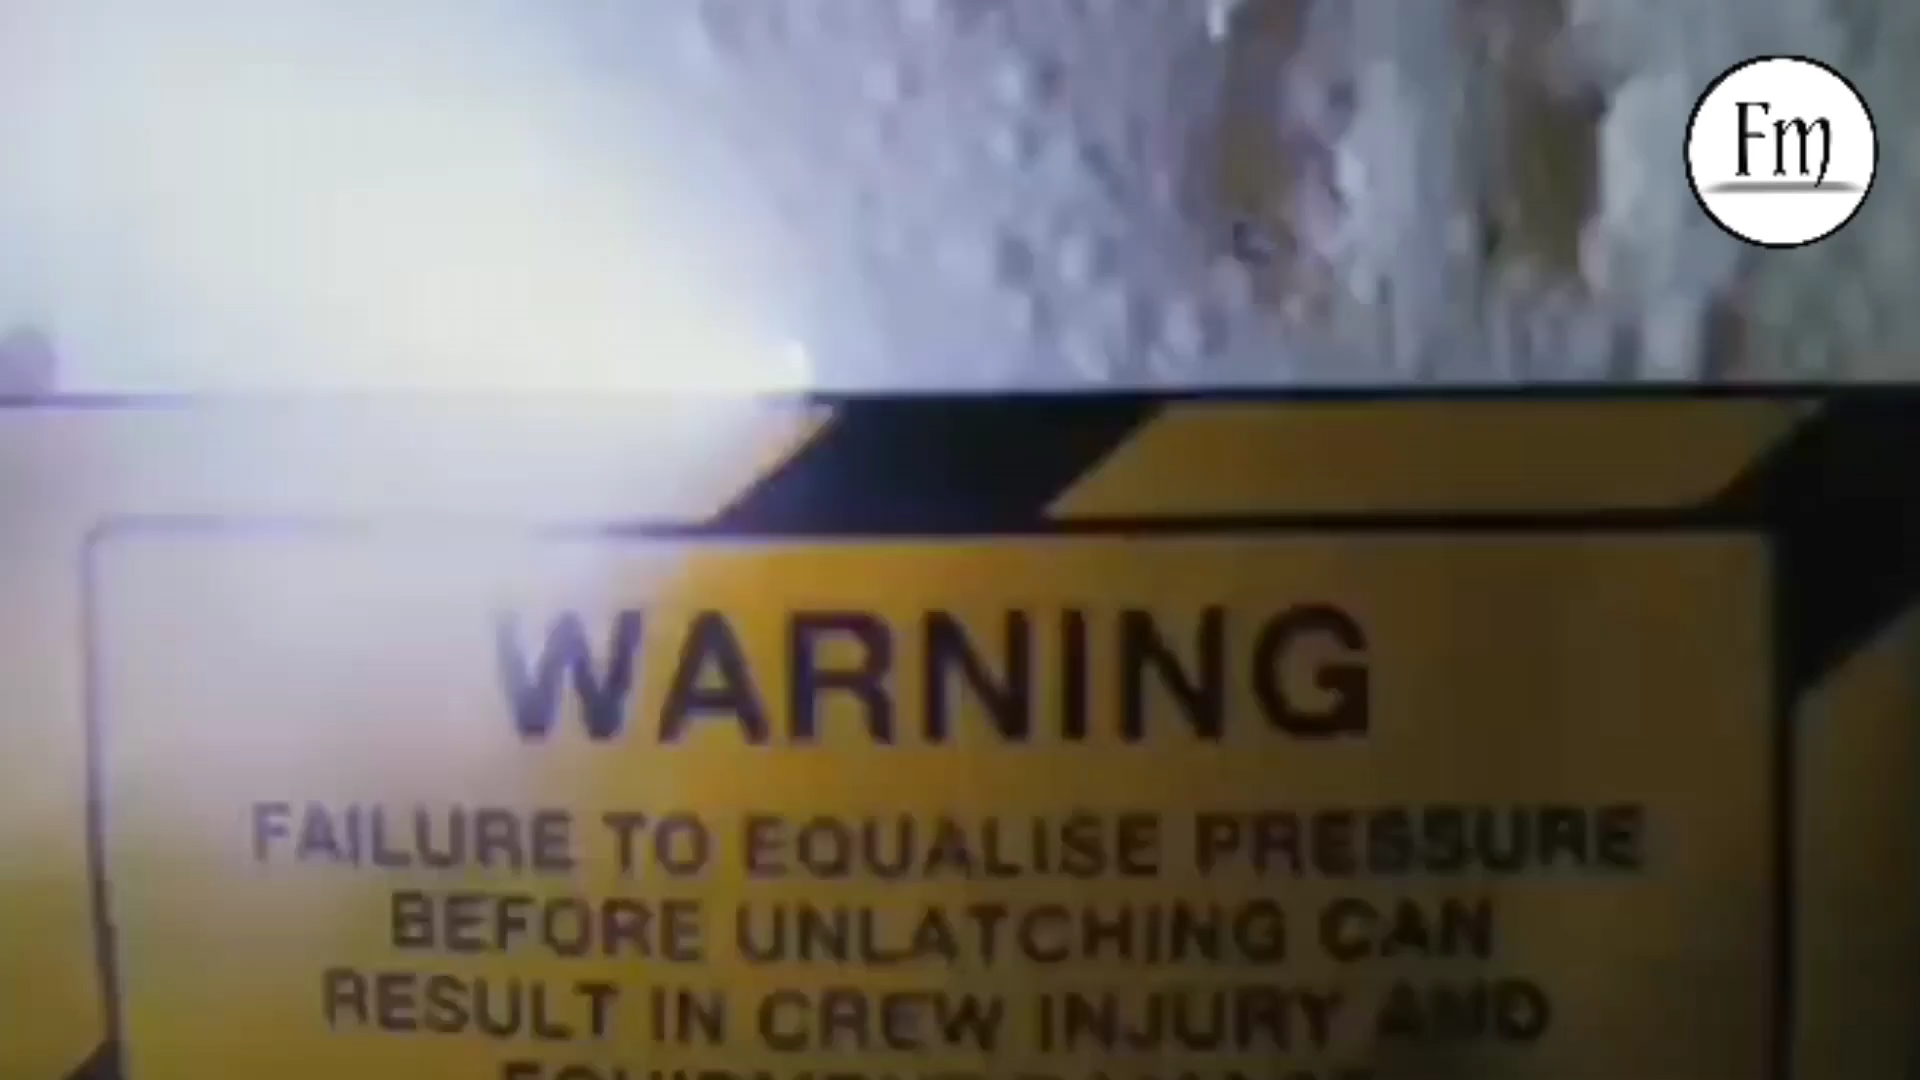 Fm
WARNING
FAILURE TO EQUALISE PRESSURE
BEFORE UNLATCHING CAN
RESULT IN CREW INJURY AND